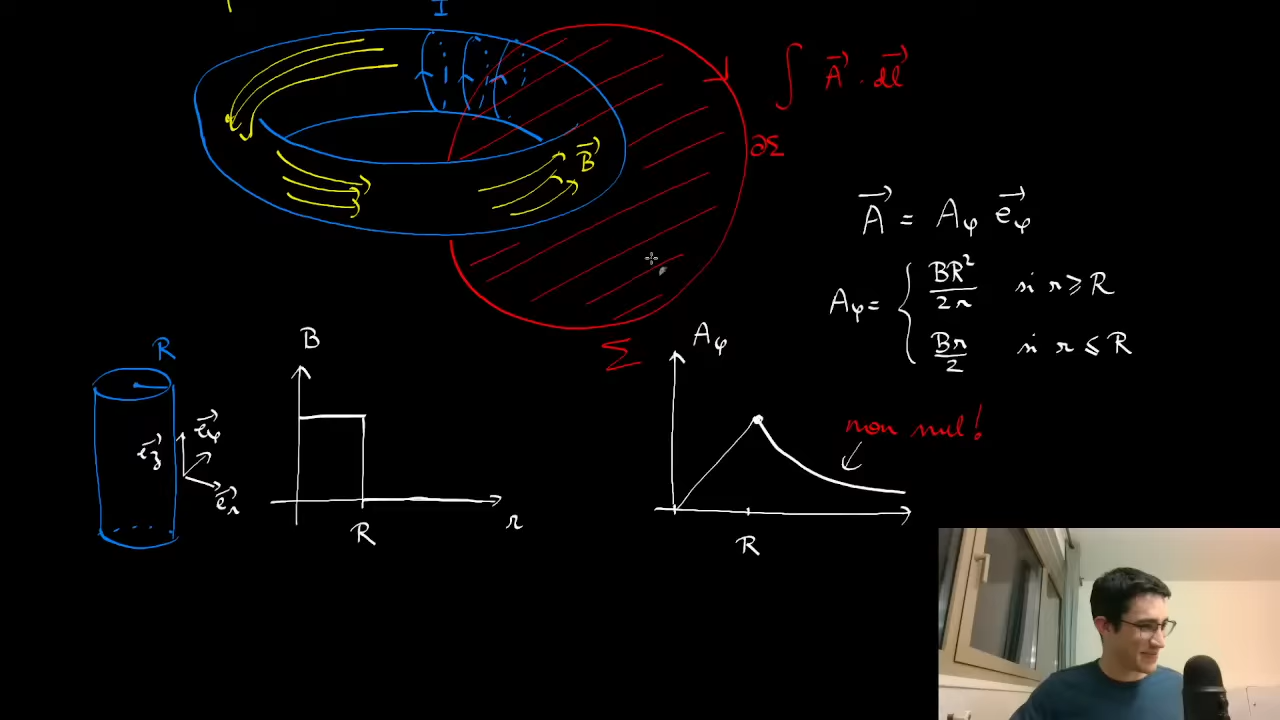 I
∫ A⃗ · dl⃗
B⃗
∂Σ
A⃗ = Aφ e⃗φ
Aφ = { BR²/2r si r ⩾ R
Br/2 si r ⩽ R
Σ
R
B
Aφ
e⃗φ
e⃗z
e⃗r
non nul!
R
r
R